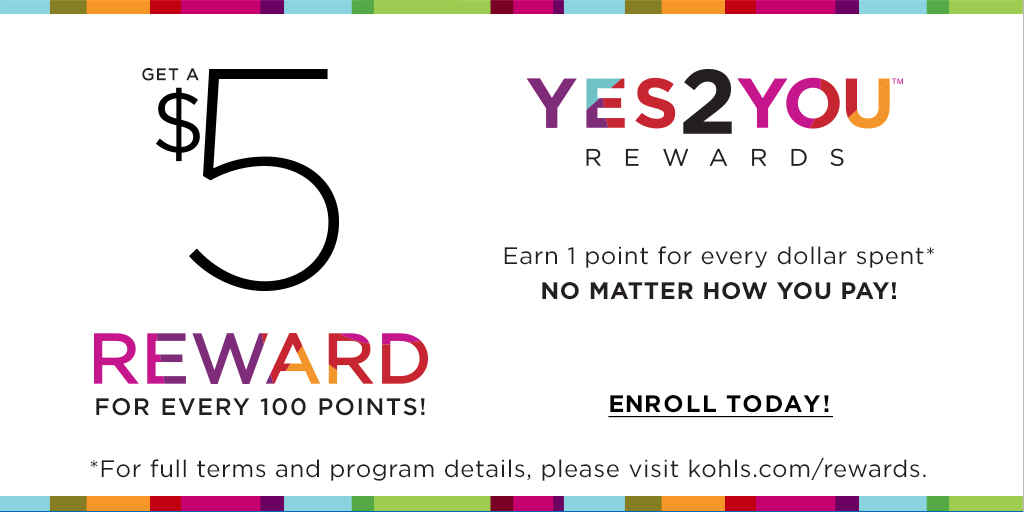 GET A
$5
REWARD
FOR EVERY 100 POINTS!
YES2YOU™
REWARDS
Earn 1 point for every dollar spent*
NO MATTER HOW YOU PAY!
ENROLL TODAY!
*For full terms and program details, please visit kohls.com/rewards.